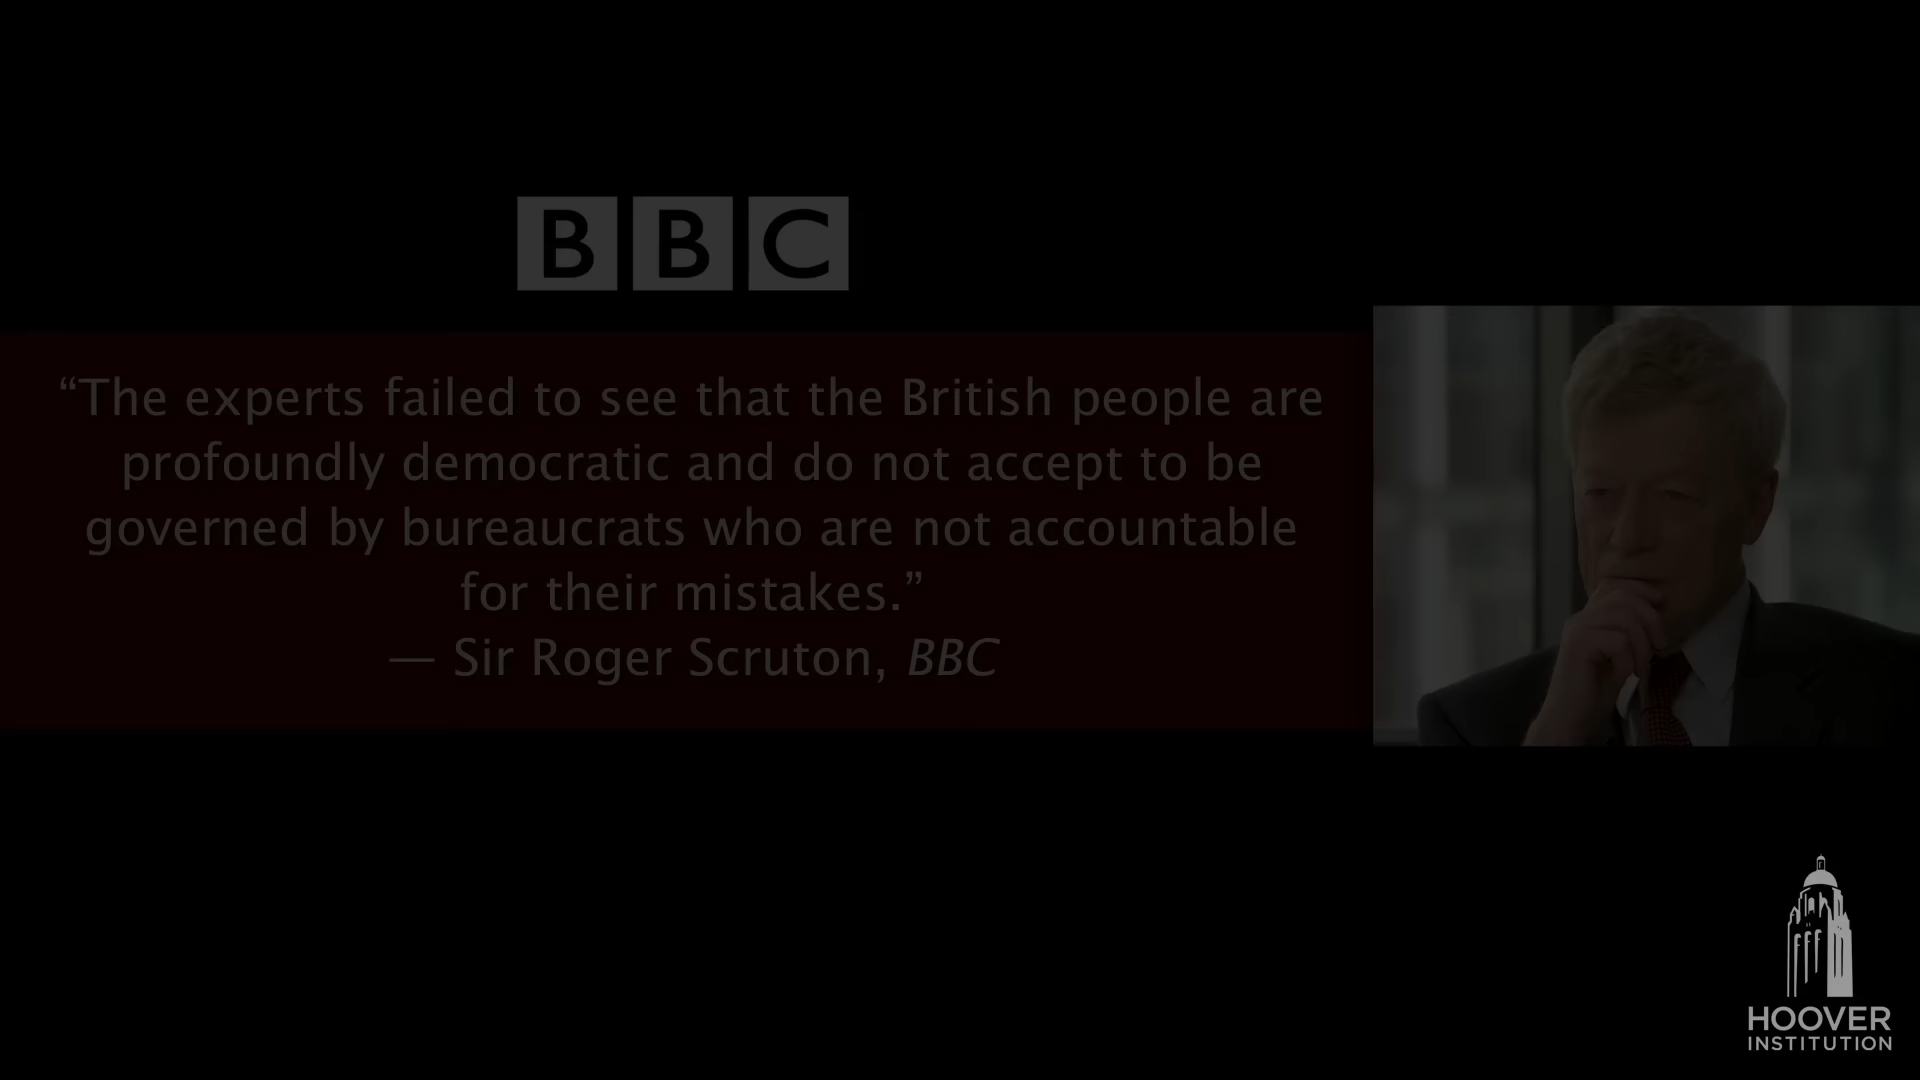 BBC
“The experts failed to see that the British people are
profoundly democratic and do not accept to be
governed by bureaucrats who are not accountable
for their mistakes.”
— Sir Roger Scruton, BBC
HOOVER
INSTITUTION